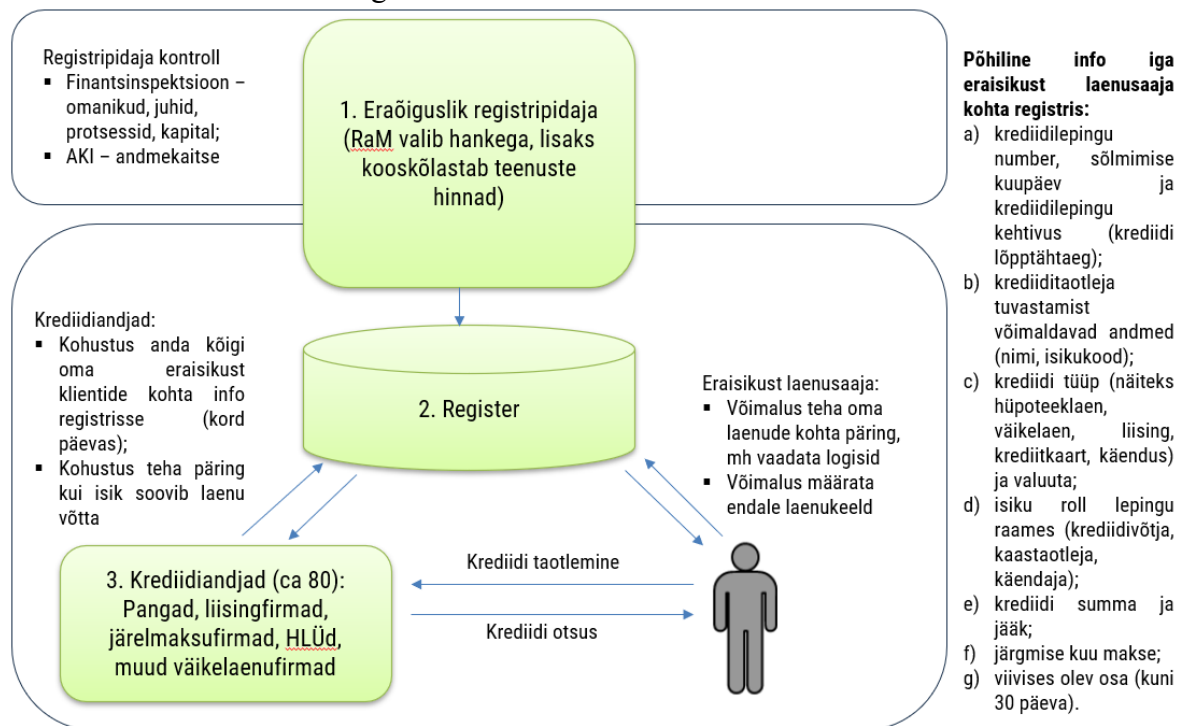 Registripidaja kontroll
▪ Finantsinspektsioon –
omanikud, juhid,
protsessid, kapital;
▪ AKI – andmekaitse
1. Eraõiguslik registripidaja
(RaM valib hankega, lisaks
kooskõlastab teenuste
hinnad)
Krediidiandjad:
▪ Kohustus anda kõigi
oma eraisikust
klientide kohta info
registrisse (kord
päevas);
▪ Kohustus teha päring
kui isik soovib laenu
võtta
2. Register
Eraisikust laenusaaja:
▪ Võimalus teha oma
laenude kohta päring,
mh vaadata logisid
▪ Võimalus määrata
endale laenukeeld
3. Krediidiandjad (ca 80):
Pangad, liisingfirmad,
järelmaksufirmad, HLÜd,
muud väikelaenufirmad
Krediidi taotlemine
Krediidi otsus
Põhiline info iga
eraisikust laenusaaja
kohta registris:
a) krediidilepingu
number, sõlmimise
kuupäev ja
krediidilepingu
kehtivus (krediidi
lõpptähtaeg);
b) krediiditaotleja
tuvastamist
võimaldavad andmed
(nimi, isikukood);
c) krediidi tüüp (näiteks
hüpoteeklaen,
väikelaen, liising,
krediitkaart, käendus)
ja valuuta;
d) isiku roll lepingu
raames (krediidivõtja,
kaastaotleja,
käendaja);
e) krediidi summa ja
jääk;
f) järgmise kuu makse;
g) viivises olev osa (kuni
30 päeva).